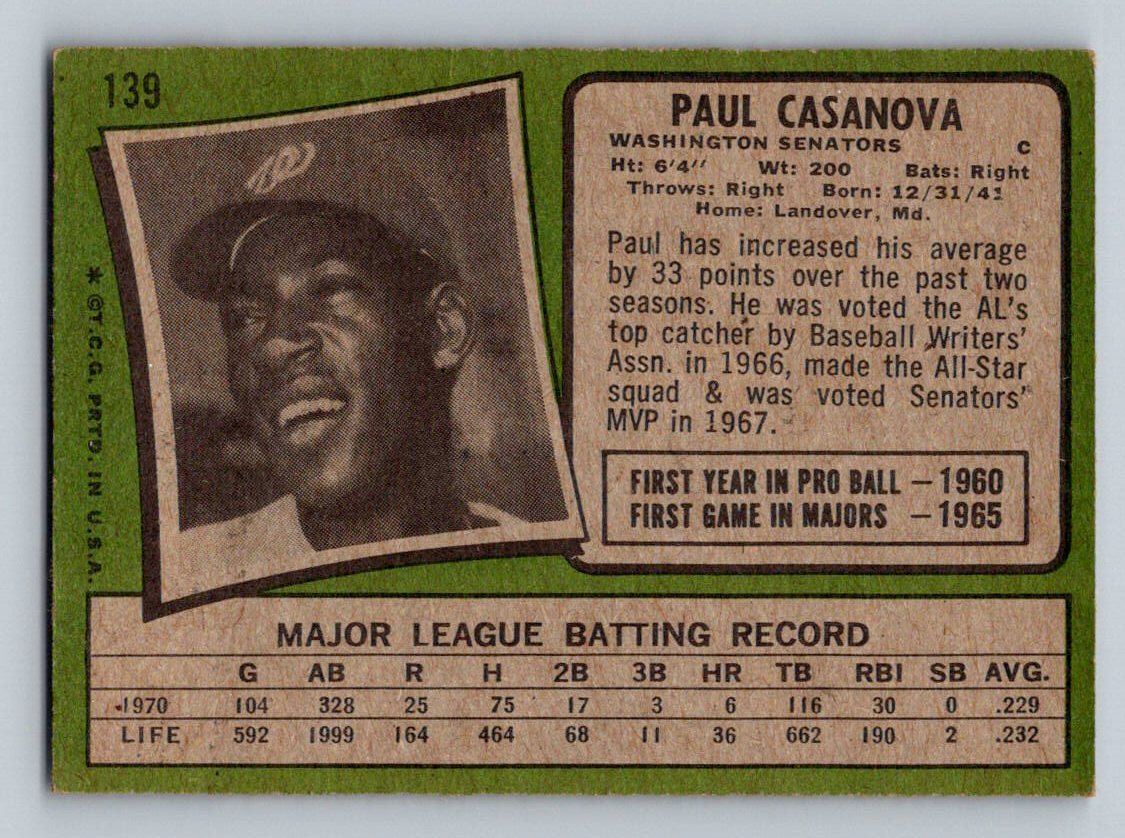 139
PAUL CASANOVA
WASHINGTON SENATORS C
Ht: 6'4" Wt: 200 Bats: Right
Throws: Right Born: 12/31/41
Home: Landover, Md.
Paul has increased his average
by 33 points over the past two
seasons. He was voted the AL's
top catcher by Baseball Writers'
Assn. in 1966, made the All-Star
squad & was voted Senators'
MVP in 1967.
FIRST YEAR IN PRO BALL — 1960
FIRST GAME IN MAJORS — 1965
* ©T.C.G. PRTD. IN U.S.A.
W
MAJOR LEAGUE BATTING RECORD
G AB R H 2B 3B HR TB RBI SB AVG.
1970 104 328 25 75 17 3 6 116 30 0 .229
LIFE 592 1999 164 464 68 11 36 662 190 2 .232